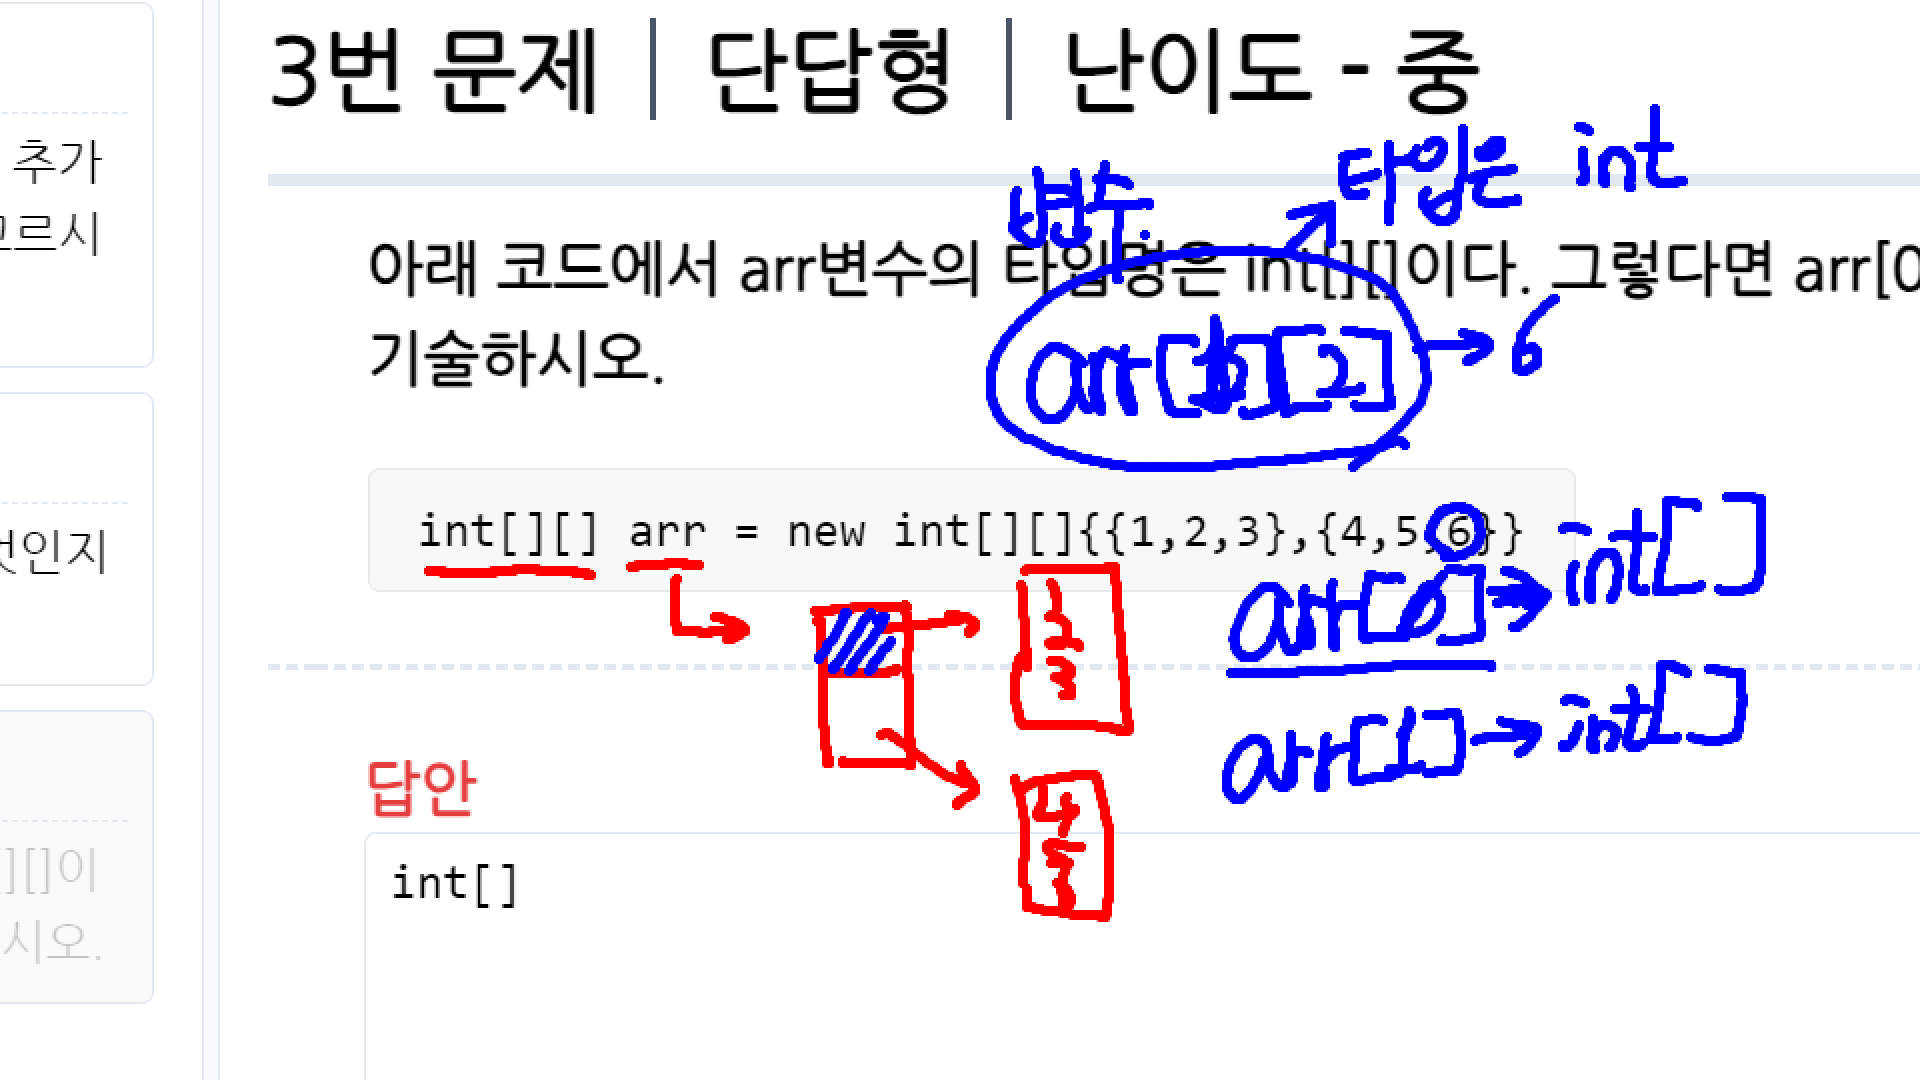 3번 문제 | 단답형 | 난이도 - 중
추가
고르시
것인지
][]이
시오.
변수
타입은 int
아래 코드에서 arr변수의 타입명은 int[][]이다. 그렇다면 arr[0
기술하시오.
arr[1][2] → 6
int[][] arr = new int[][]{{1,2,3},{4,5,6}}
arr[0] → int[]
1
2
3
arr[1] → int[]
4
5
답안
int[]